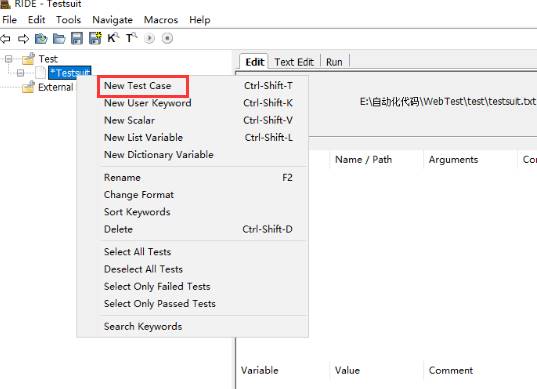 RIDE - Testsuit
File Edit Tools Navigate Macros Help
Test
*Testsuit
External
Edit Text Edit Run
E:\自动化代码\WebTest\test\testsuit.txt
New Test Case Ctrl-Shift-T
New User Keyword Ctrl-Shift-K
New Scalar Ctrl-Shift-V
New List Variable Ctrl-Shift-L
New Dictionary Variable
Rename F2
Change Format
Sort Keywords
Delete Ctrl-Shift-D
Select All Tests
Deselect All Tests
Select Only Failed Tests
Select Only Passed Tests
Search Keywords
Name / Path Arguments Co
Variable Value Comment